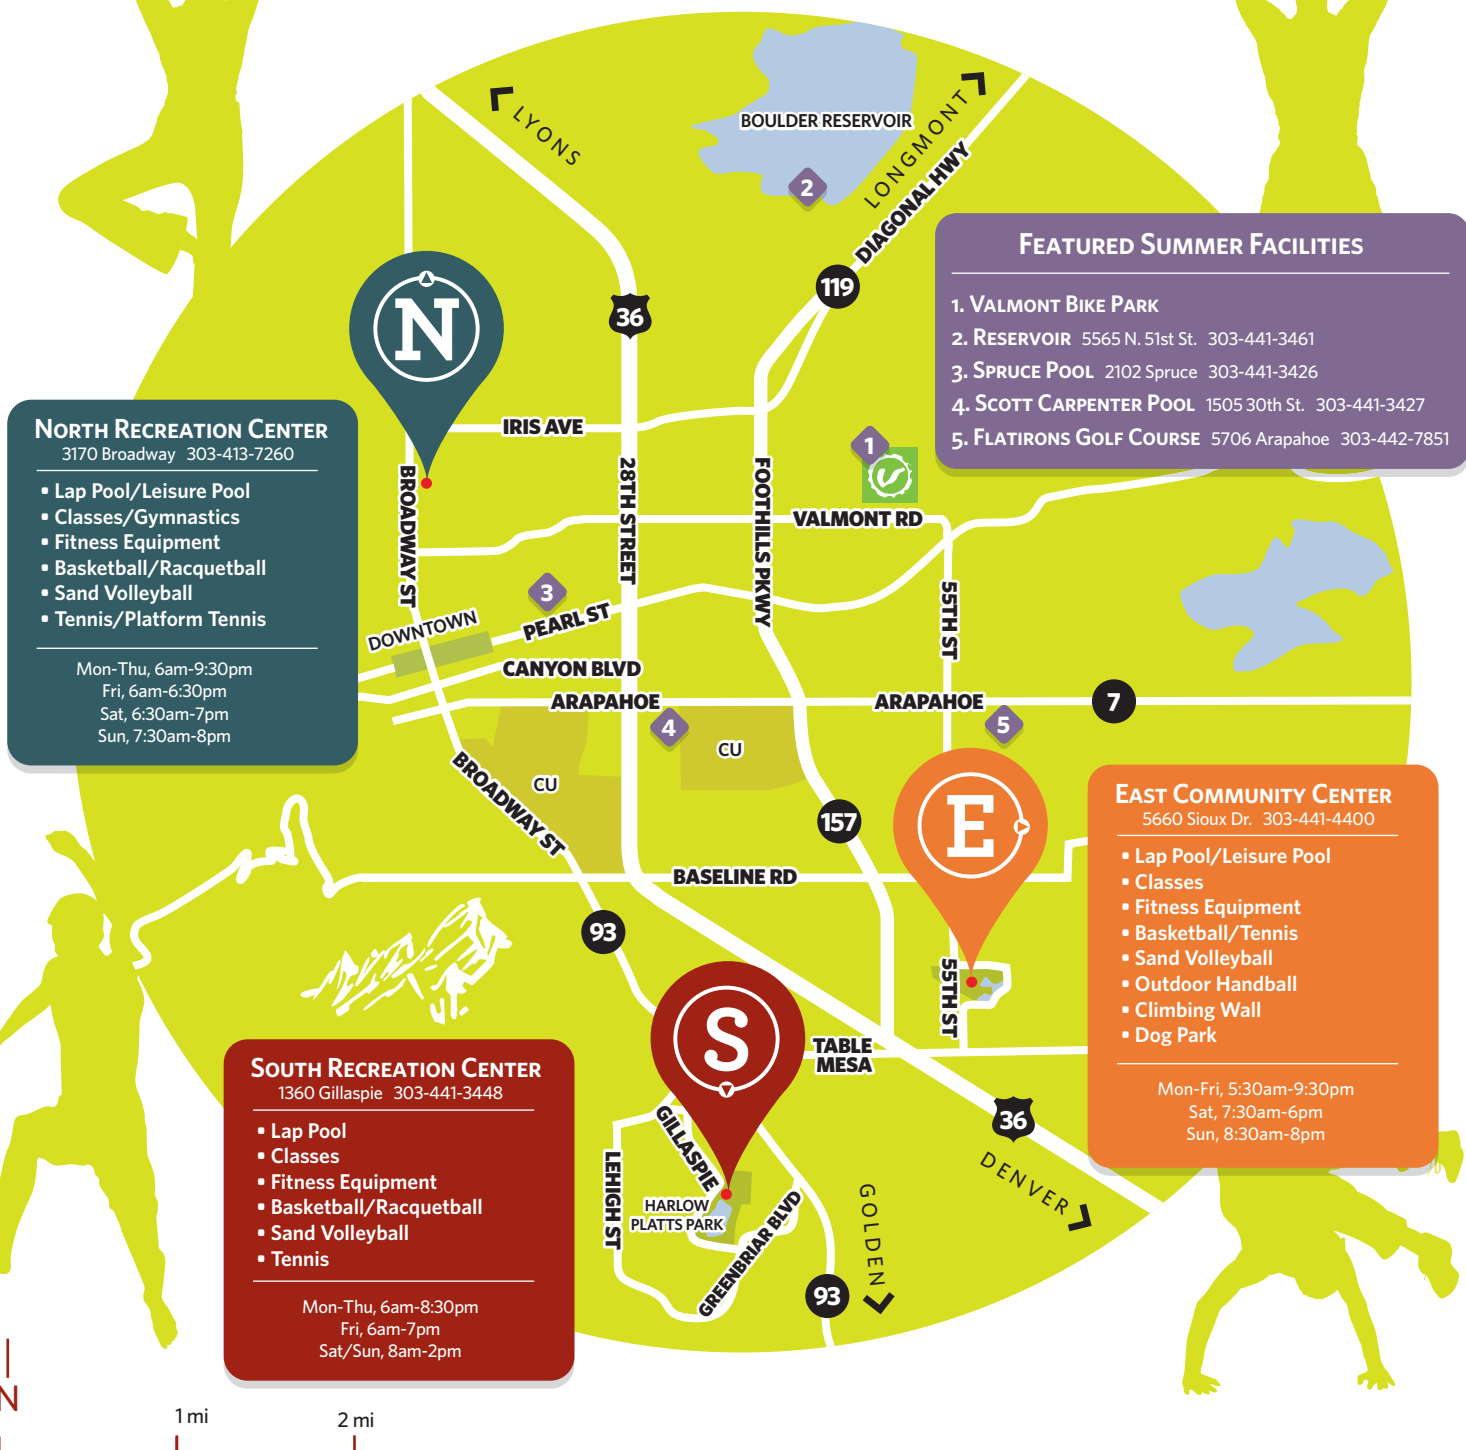 LYONS
BOULDER RESERVOIR
LONGMONT
DIAGONAL HWY
2
119
36
N
FEATURED SUMMER FACILITIES
1. VALMONT BIKE PARK
2. RESERVOIR 5565 N. 51st St. 303-441-3461
3. SPRUCE POOL 2102 Spruce 303-441-3426
4. SCOTT CARPENTER POOL 1505 30th St. 303-441-3427
5. FLATIRONS GOLF COURSE 5706 Arapahoe 303-442-7851
NORTH RECREATION CENTER
3170 Broadway 303-413-7260
▪ Lap Pool/Leisure Pool
▪ Classes/Gymnastics
▪ Fitness Equipment
▪ Basketball/Racquetball
▪ Sand Volleyball
▪ Tennis/Platform Tennis
Mon-Thu, 6am-9:30pm
Fri, 6am-6:30pm
Sat, 6:30am-7pm
Sun, 7:30am-8pm
IRIS AVE
1
BROADWAY ST
28TH STREET
FOOTHILLS PKWY
VALMONT RD
3
DOWNTOWN
PEARL ST
55TH ST
CANYON BLVD
ARAPAHOE
ARAPAHOE
7
4
5
CU
CU
BROADWAY ST
157
E
BASELINE RD
93
EAST COMMUNITY CENTER
5660 Sioux Dr. 303-441-4400
▪ Lap Pool/Leisure Pool
▪ Classes
▪ Fitness Equipment
▪ Basketball/Tennis
▪ Sand Volleyball
▪ Outdoor Handball
▪ Climbing Wall
▪ Dog Park
Mon-Fri, 5:30am-9:30pm
Sat, 7:30am-6pm
Sun, 8:30am-8pm
55TH ST
S
TABLE
MESA
36
DENVER
SOUTH RECREATION CENTER
1360 Gillaspie 303-441-3448
▪ Lap Pool
▪ Classes
▪ Fitness Equipment
▪ Basketball/Racquetball
▪ Sand Volleyball
▪ Tennis
Mon-Thu, 6am-8:30pm
Fri, 6am-7pm
Sat/Sun, 8am-2pm
GILLASPIE
LEHIGH ST
HARLOW
PLATTS PARK
GREENBRIAR BLVD
GOLDEN
93
N
1 mi
2 mi